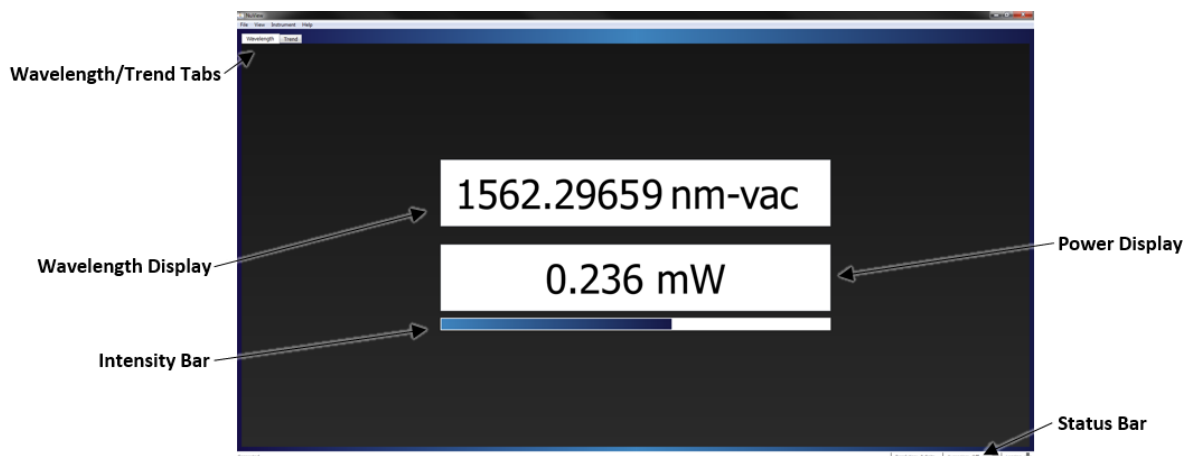 NuView
File View Instrument Help
Wavelength Trend
Wavelength/Trend Tabs
1562.29659 nm-vac
Wavelength Display
0.236 mW
Power Display
Intensity Bar
Status Bar